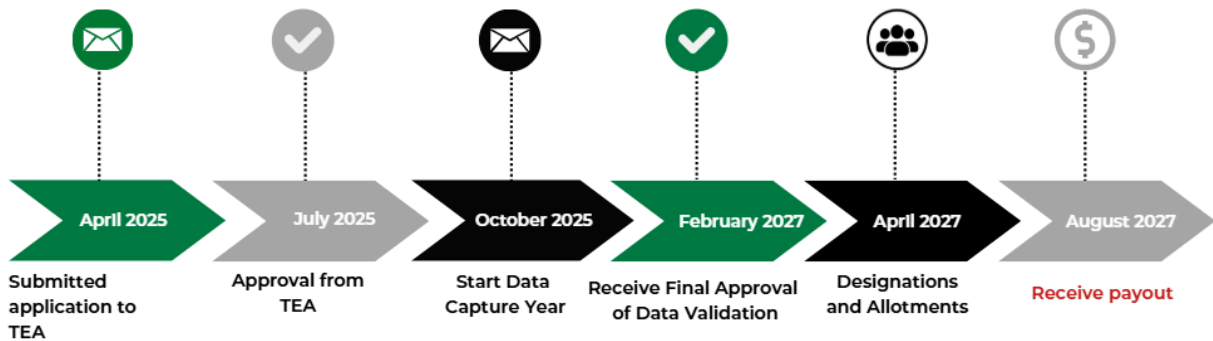 April 2025
July 2025
October 2025
February 2027
April 2027
August 2027
Submitted
application to
TEA
Approval from
TEA
Start Data
Capture Year
Receive Final Approval
of Data Validation
Designations
and Allotments
Receive payout